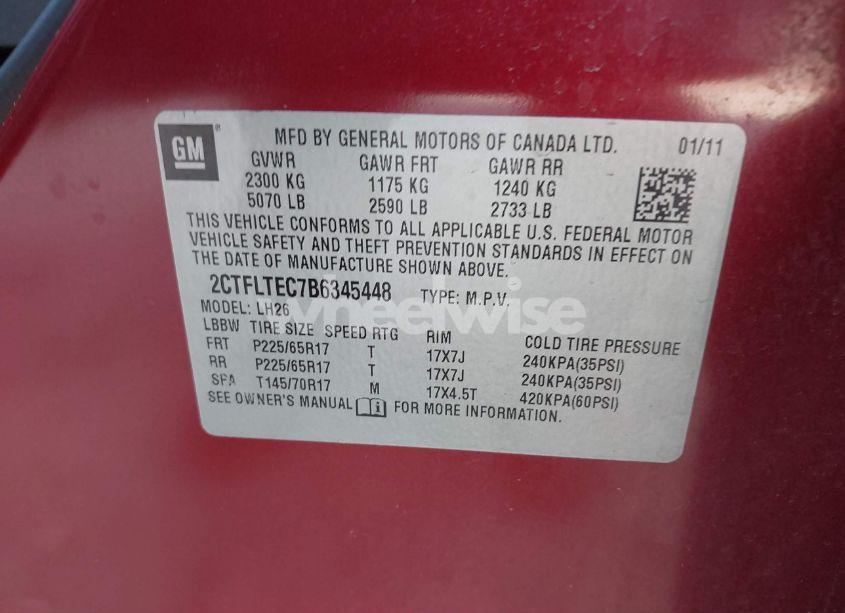 GM ®
MFD BY GENERAL MOTORS OF CANADA LTD. 01/11
GVWR GAWR FRT GAWR RR
2300 KG 1175 KG 1240 KG
5070 LB 2590 LB 2733 LB
THIS VEHICLE CONFORMS TO ALL APPLICABLE U.S. FEDERAL MOTOR
VEHICLE SAFETY AND THEFT PREVENTION STANDARDS IN EFFECT ON
THE DATE OF MANUFACTURE SHOWN ABOVE.
2CTFLTEC7B6345448 TYPE: M.P.V.
wheelwise
MODEL: LH26
LBBW TIRE SIZE SPEED RTG RIM COLD TIRE PRESSURE
FRT P225/65R17 T 17X7J 240KPA(35PSI)
RR P225/65R17 T 17X7J 240KPA(35PSI)
SPA T145/70R17 M 17X4.5T 420KPA(60PSI)
SEE OWNER'S MANUAL FOR MORE INFORMATION.